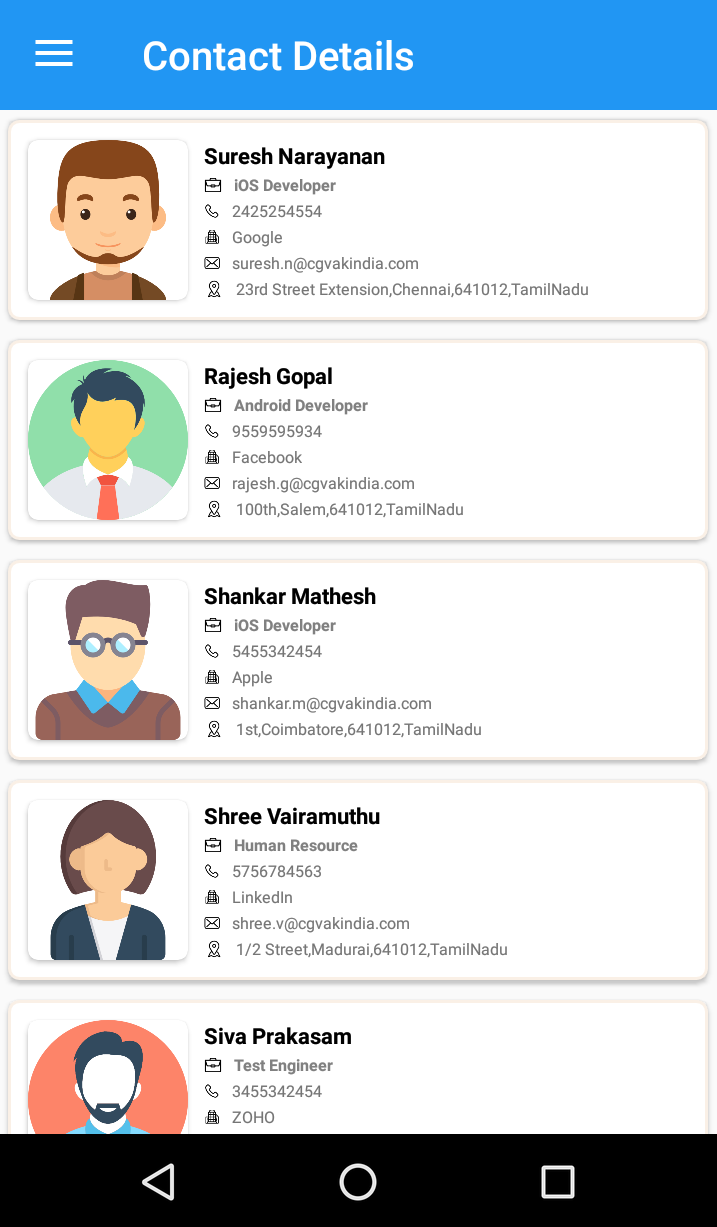 Contact Details
Suresh Narayanan
iOS Developer
2425254554
Google
suresh.n@cgvakindia.com
23rd Street Extension,Chennai,641012,TamilNadu
Rajesh Gopal
Android Developer
9559595934
Facebook
rajesh.g@cgvakindia.com
100th,Salem,641012,TamilNadu
Shankar Mathesh
iOS Developer
5455342454
Apple
shankar.m@cgvakindia.com
1st,Coimbatore,641012,TamilNadu
Shree Vairamuthu
Human Resource
5756784563
LinkedIn
shree.v@cgvakindia.com
1/2 Street,Madurai,641012,TamilNadu
Siva Prakasam
Test Engineer
3455342454
ZOHO